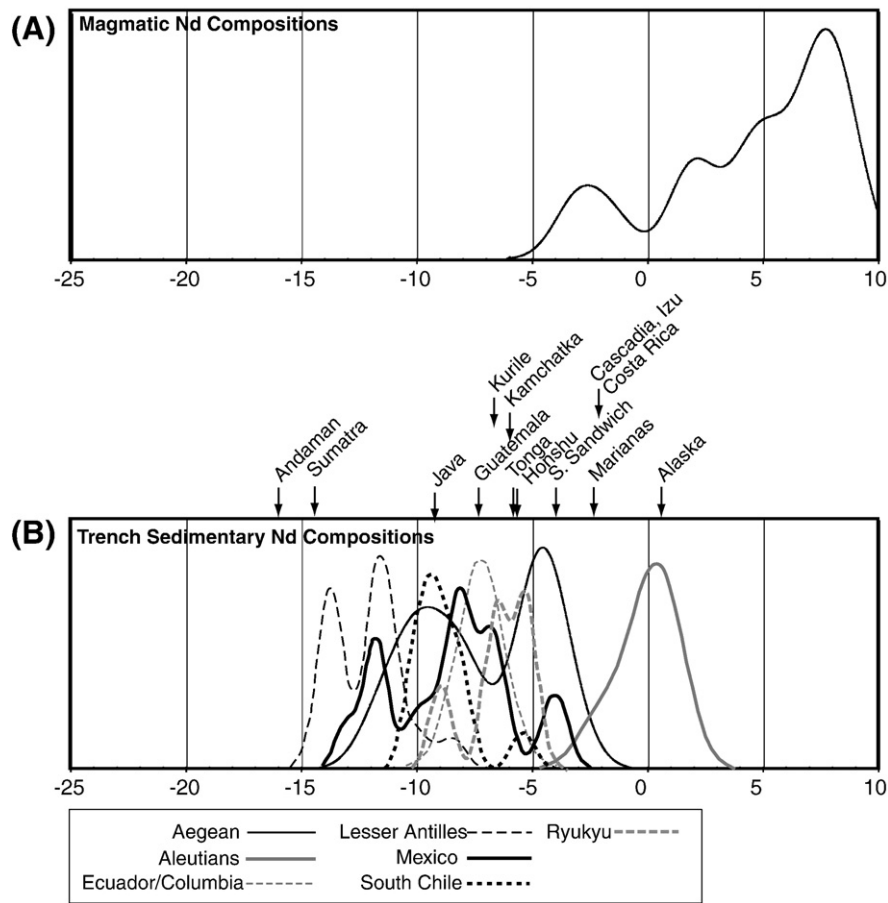 (A)
Magmatic Nd Compositions
-25 -20 -15 -10 -5 0 5 10
Andaman
Sumatra
Java
Kurile
Kamchatka
Guatemala
Tonga
Honshu
S. Sandwich
Cascadia, Izu
Costa Rica
Marianas
Alaska
(B)
Trench Sedimentary Nd Compositions
-25 -20 -15 -10 -5 0 5 10
Aegean Lesser Antilles Ryukyu
Aleutians Mexico
Ecuador/Columbia South Chile